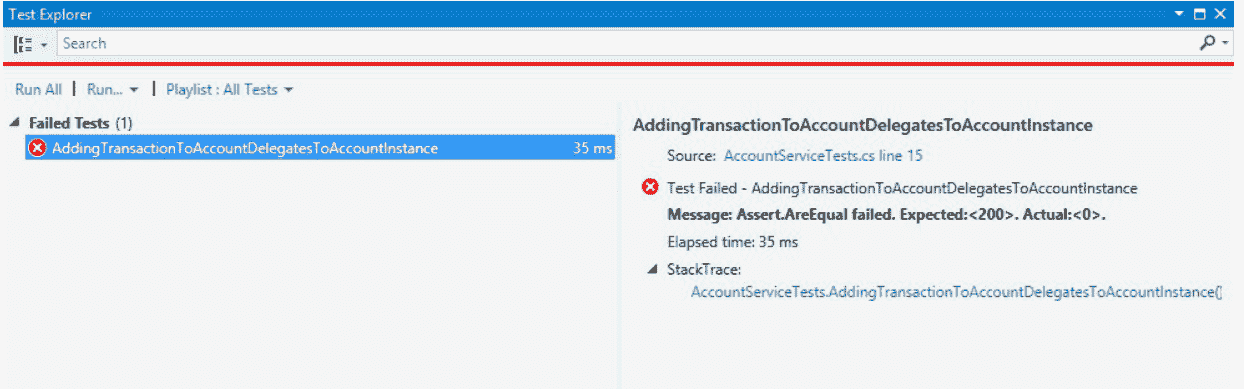 Test Explorer
Search
Run All | Run... | Playlist : All Tests
Failed Tests (1)
AddingTransactionToAccountDelegatesToAccountInstance 35 ms
AddingTransactionToAccountDelegatesToAccountInstance
Source: AccountServiceTests.cs line 15
Test Failed - AddingTransactionToAccountDelegatesToAccountInstance
Message: Assert.AreEqual failed. Expected:<200>. Actual:<0>.
Elapsed time: 35 ms
StackTrace:
AccountServiceTests.AddingTransactionToAccountDelegatesToAccountInstance()